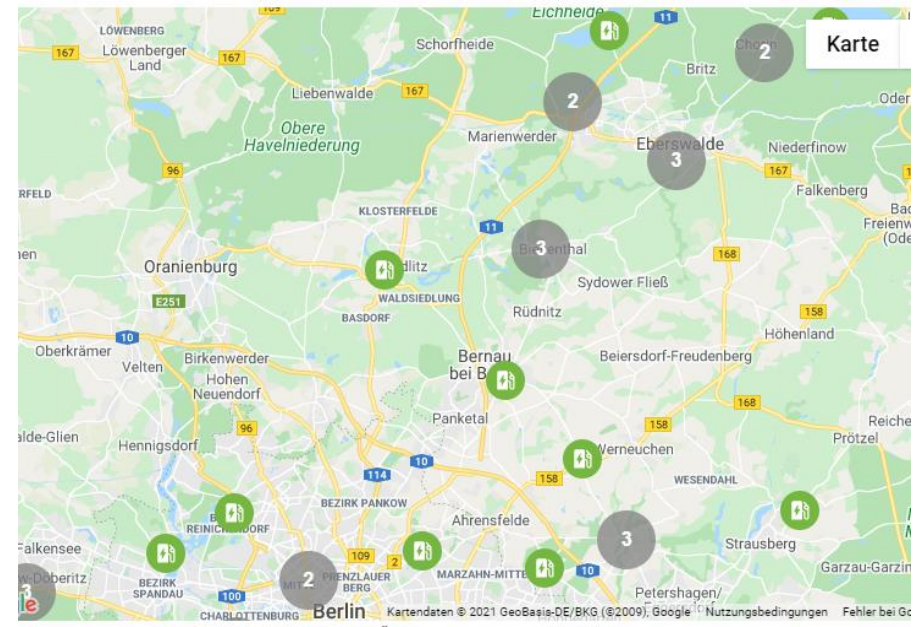 109
Eichheide
11
LÖWENBERG
Löwenberger
Land
167
167
Schorfheide
2
Karte
Britz
Liebenwalde
167
2
Oder
Obere
Havelniederung
Marienwerder
Eberswalde
3
Niederfinow
167
96
Falkenberg
KLOSTERFELDE
11
3
168
Oranienburg
Sydower Fließ
WALDSIEDLUNG
E251
BASDORF
Rüdnitz
158
10
Höhenland
Oberkrämer
Velten
Birkenwerder
Hohen
Neuendorf
Bernau
bei
Beiersdorf-Freudenberg
168
96
Panketal
158
Hennigsdorf
Werneuchen
Prötzel
10
114
158
WESENDAHL
BEZIRK PANKOW
Ahrensfelde
3
Strausberg
109
2
MARZAHN-MITTE
10
Garzau-Garzin
BEZIRK
SPANDAU
2
PRENZLAUER
BERG
100
Petershagen/
CHARLOTTENBURG
Berlin
Kartendaten © 2021 GeoBasis-DE/BKG (©2009), Google
Nutzungsbedingungen
Fehler bei